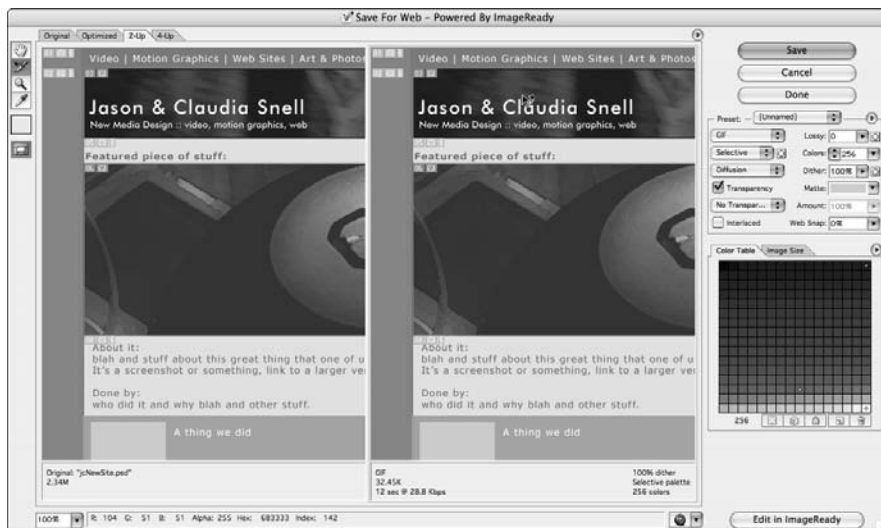 Save For Web - Powered By ImageReady
Original Optimized 2-Up 4-Up
Video | Motion Graphics | Web Sites | Art & Photos
Jason & Claudia Snell
New Media Design :: video, motion graphics, web
Featured piece of stuff:
About it:
blah and stuff about this great thing that one of u
It's a screenshot or something, link to a larger ver
Done by:
who did it and why blah and other stuff.
A thing we did
Original: "jcNewSite.psd"
2.34M
Video | Motion Graphics | Web Sites | Art & Photos
Jason & Claudia Snell
New Media Design :: video, motion graphics, web
Featured piece of stuff:
About it:
blah and stuff about this great thing that one of u
It's a screenshot or something, link to a larger ver
Done by:
who did it and why blah and other stuff.
A thing we did
GIF 100% dither
32.45K Selective palette
12 sec @ 28.8 Kbps 256 colors
Save
Cancel
Done
Preset: [Unnamed]
GIF Lossy: 0
Selective Colors: 256
Diffusion Dither: 100%
Transparency Matte:
No Transpar... Amount: 100%
Interlaced Web Snap: 0%
Color Table Image Size
256
100% R: 104 G: 51 B: 51 Alpha: 255 Hex: 683333 Index: 142
Edit in ImageReady